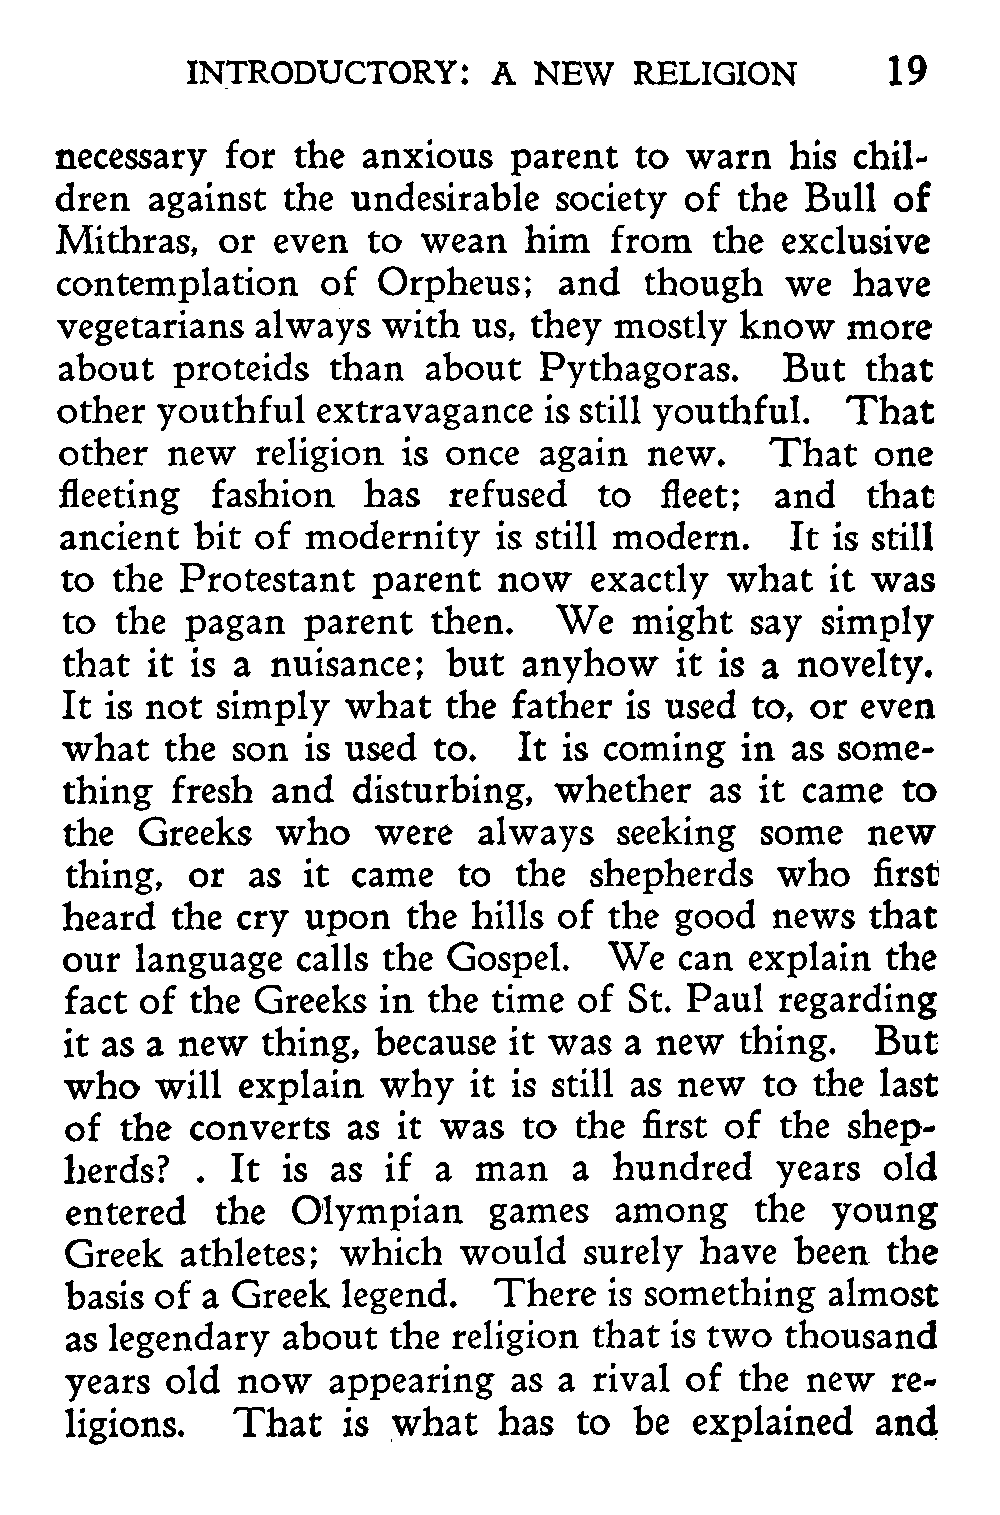 INTRODUCTORY: A NEW RELIGION 19
necessary for the anxious parent to warn his chil-
dren against the undesirable society of the Bull of
Mithras, or even to wean him from the exclusive
contemplation of Orpheus; and though we have
vegetarians always with us, they mostly know more
about proteids than about Pythagoras. But that
other youthful extravagance is still youthful. That
other new religion is once again new. That one
fleeting fashion has refused to fleet; and that
ancient bit of modernity is still modern. It is still
to the Protestant parent now exactly what it was
to the pagan parent then. We might say simply
that it is a nuisance; but anyhow it is a novelty.
It is not simply what the father is used to, or even
what the son is used to. It is coming in as some-
thing fresh and disturbing, whether as it came to
the Greeks who were always seeking some new
thing, or as it came to the shepherds who first
heard the cry upon the hills of the good news that
our language calls the Gospel. We can explain the
fact of the Greeks in the time of St. Paul regarding
it as a new thing, because it was a new thing. But
who will explain why it is still as new to the last
of the converts as it was to the first of the shep-
herds? . It is as if a man a hundred years old
entered the Olympian games among the young
Greek athletes; which would surely have been the
basis of a Greek legend. There is something almost
as legendary about the religion that is two thousand
years old now appearing as a rival of the new re-
ligions. That is what has to be explained and